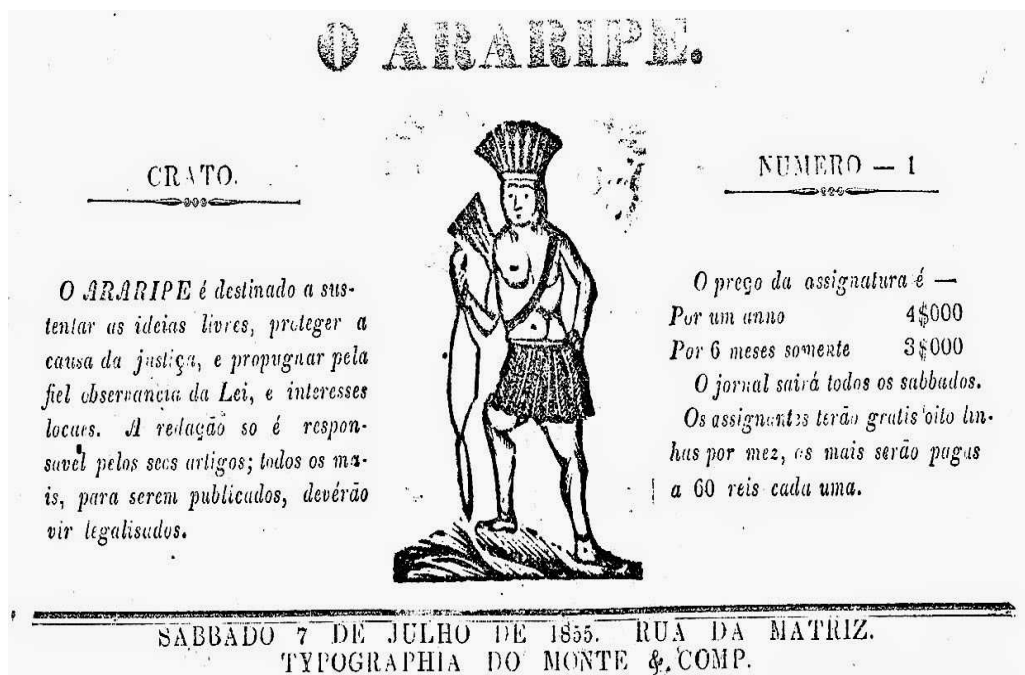 O ARARIPE.
CRATO.
O ARARIPE é destinado a sus-
tentar as ideias livres, proteger a
causa da justiça, e propugnar pela
fiel observancia da Lei, e interesses
locaes. A redação so é respon-
savel pelos seos artigos; todos os ma-
is, para serem publicados, deverão
vir legalisados.
NUMERO — 1
O preço da assignatura é —
Por um anno 4$000
Por 6 meses somente 3$000
O jornal sairá todos os sabbados.
Os assignantes terão gratis oito lin-
has por mez, as mais serão pagas
a 60 reis cada uma.
SABBADO 7 DE JULHO DE 1855. RUA DA MATRIZ.
TYPOGRAPHIA DO MONTE & COMP.